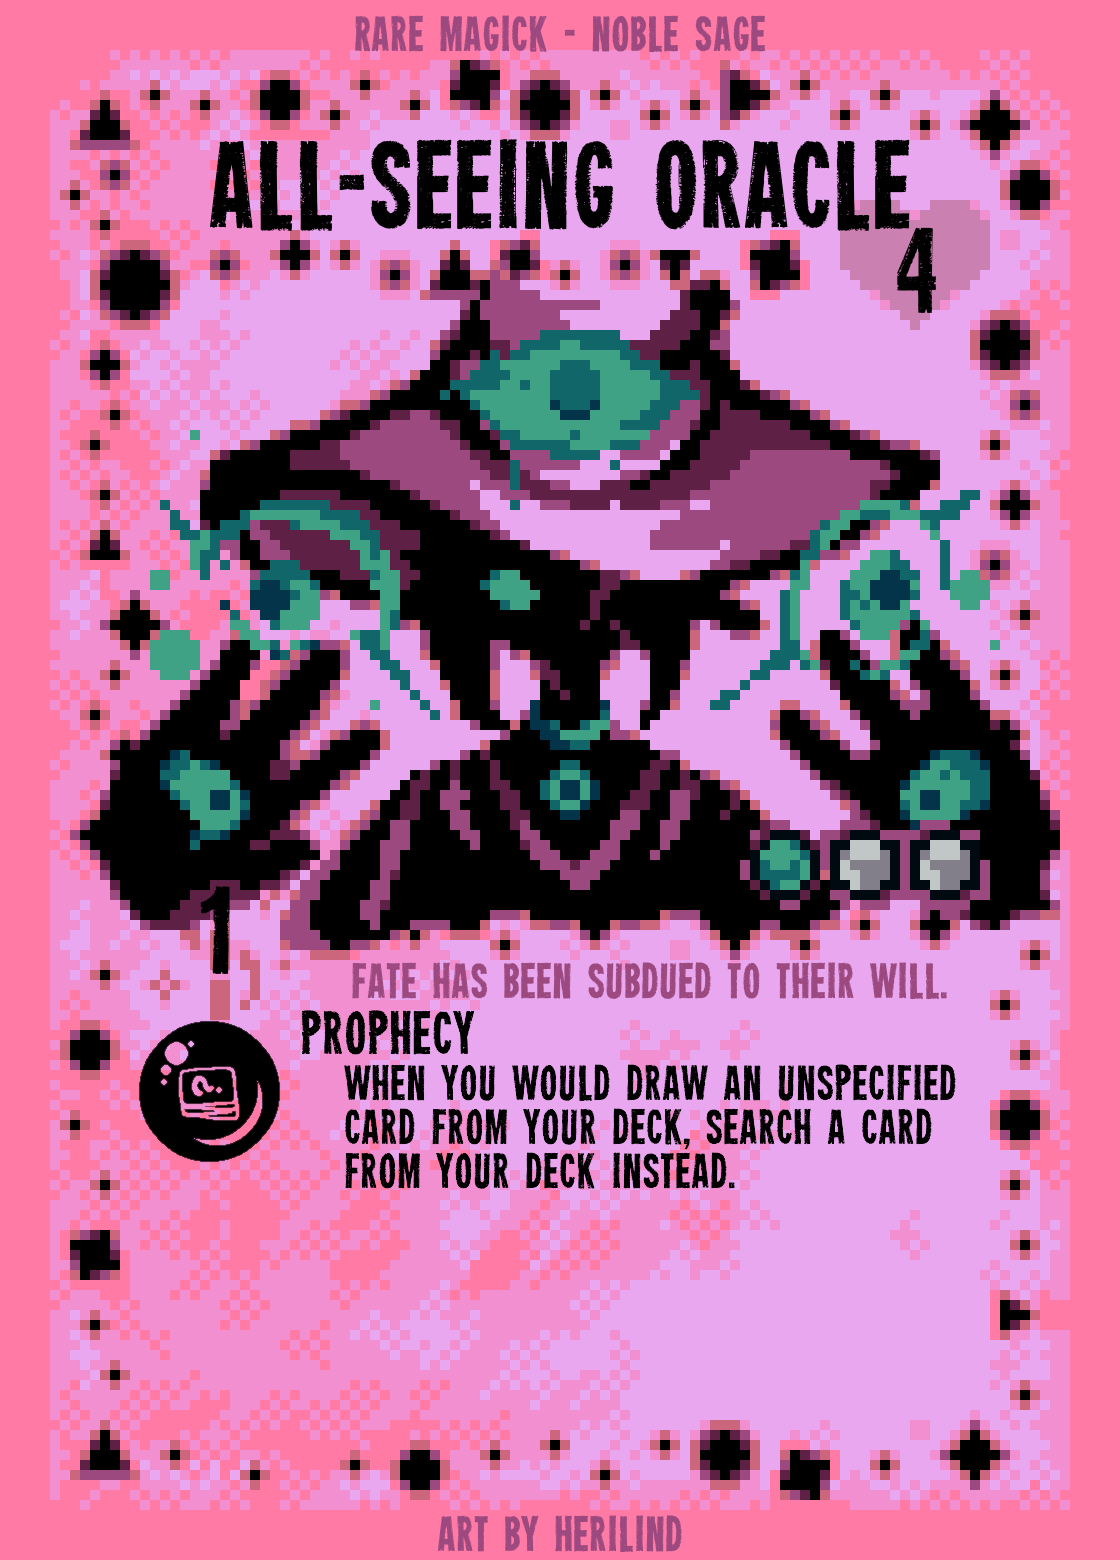 RARE MAGICK - NOBLE SAGE
ALL-SEEING ORACLE
4
1
FATE HAS BEEN SUBDUED TO THEIR WILL.
PROPHECY
WHEN YOU WOULD DRAW AN UNSPECIFIED
CARD FROM YOUR DECK, SEARCH A CARD
FROM YOUR DECK INSTEAD.
?
ART BY HERILIND